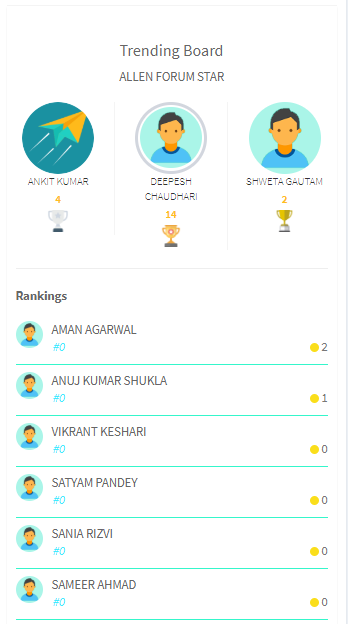 Trending Board
ALLEN FORUM STAR
ANKIT KUMAR
4
DEEPESH
CHAUDHARI
14
SHWETA GAUTAM
2
Rankings
AMAN AGARWAL
#0 2
ANUJ KUMAR SHUKLA
#0 1
VIKRANT KESHARI
#0 0
SATYAM PANDEY
#0 0
SANIA RIZVI
#0 0
SAMEER AHMAD
#0 0